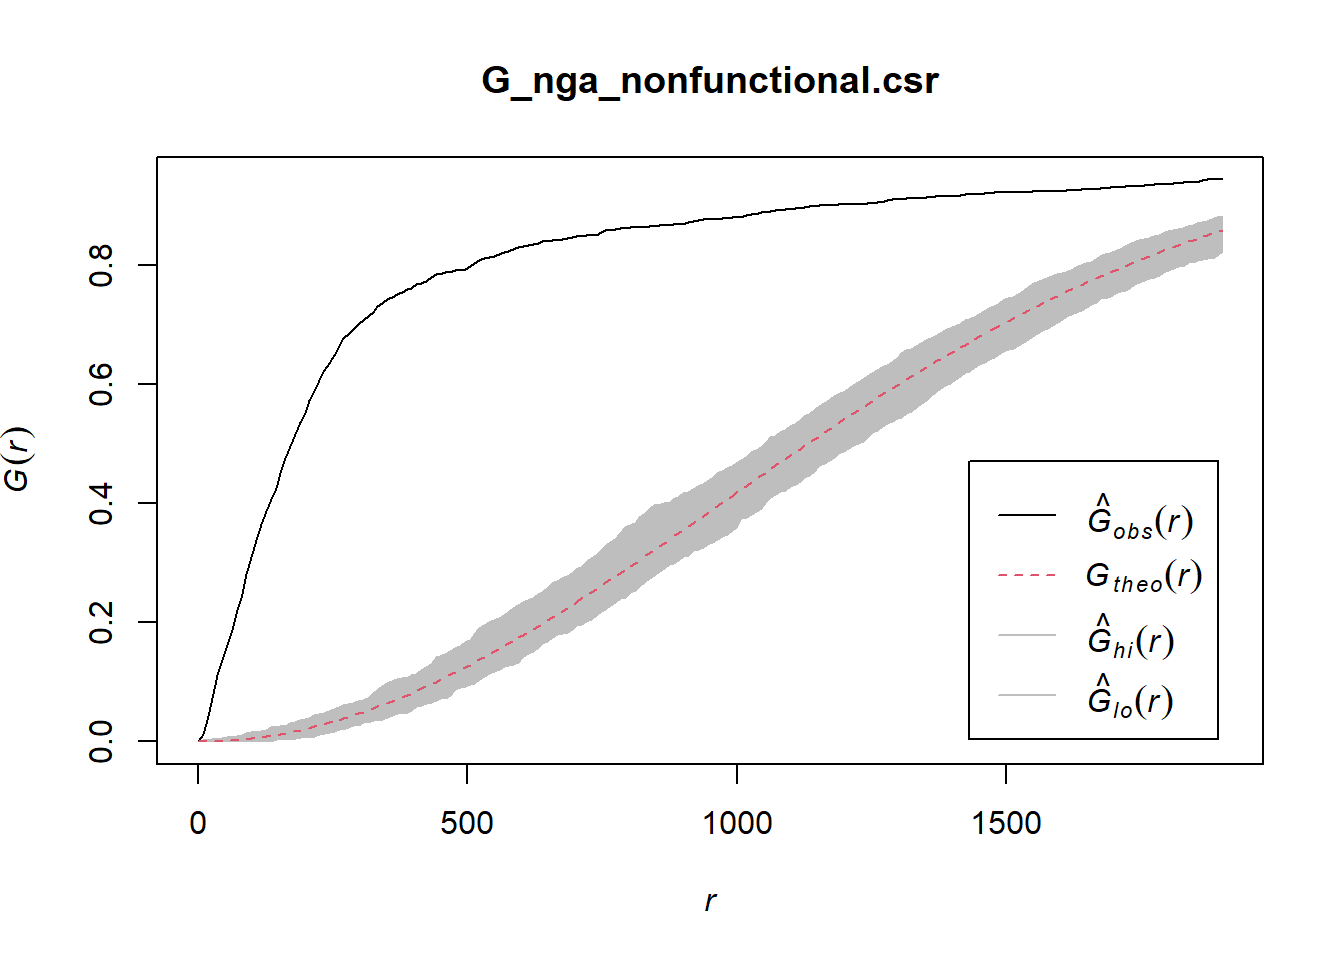 G_nga_nonfunctional.csr
G(r)
0.8
0.6
0.4
0.2
0.0
Ĝobs(r)
Gtheo(r)
Ĝhi(r)
Ĝlo(r)
0 500 1000 1500
r